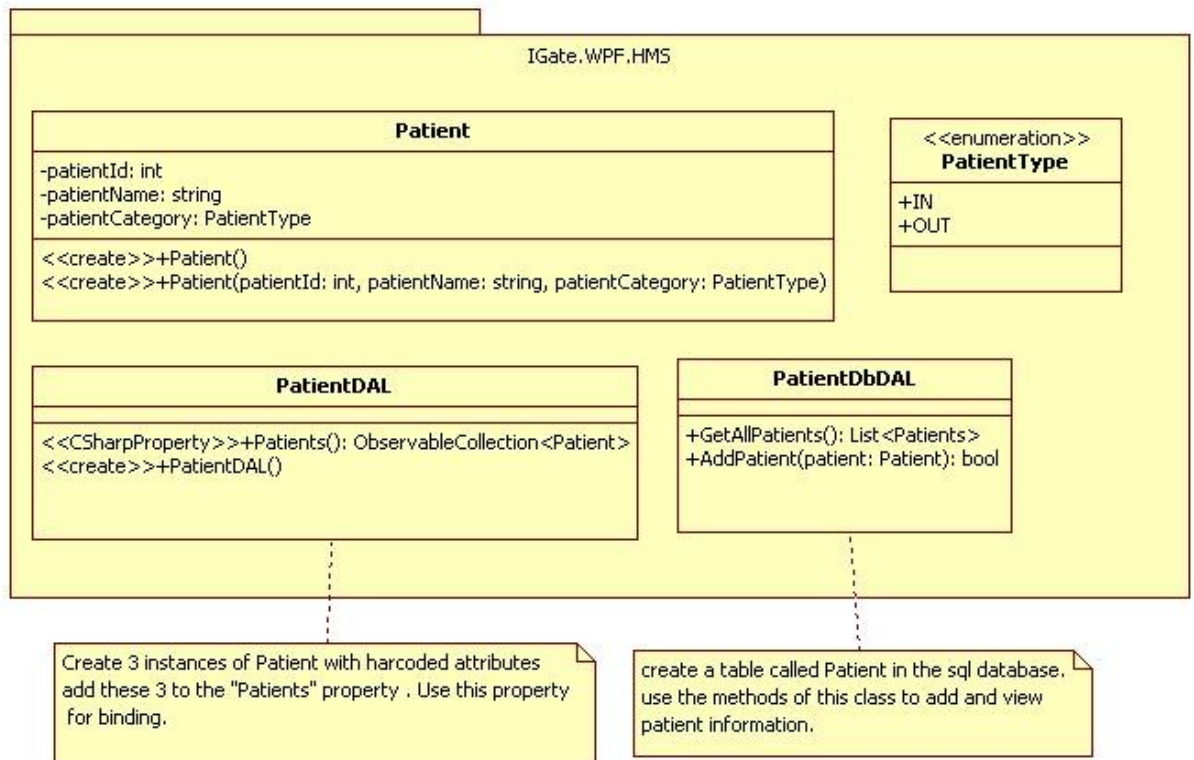 IGate.WPF.HMS
Patient
-patientId: int
-patientName: string
-patientCategory: PatientType
<<create>>+Patient()
<<create>>+Patient(patientId: int, patientName: string, patientCategory: PatientType)
<<enumeration>>
PatientType
+IN
+OUT
PatientDAL
<<CSharpProperty>>+Patients(): ObservableCollection<Patient>
<<create>>+PatientDAL()
PatientDbDAL
+GetAllPatients(): List<Patients>
+AddPatient(patient: Patient): bool
Create 3 instances of Patient with harcoded attributes
add these 3 to the "Patients" property . Use this property
for binding.
create a table called Patient in the sql database.
use the methods of this class to add and view
patient information.